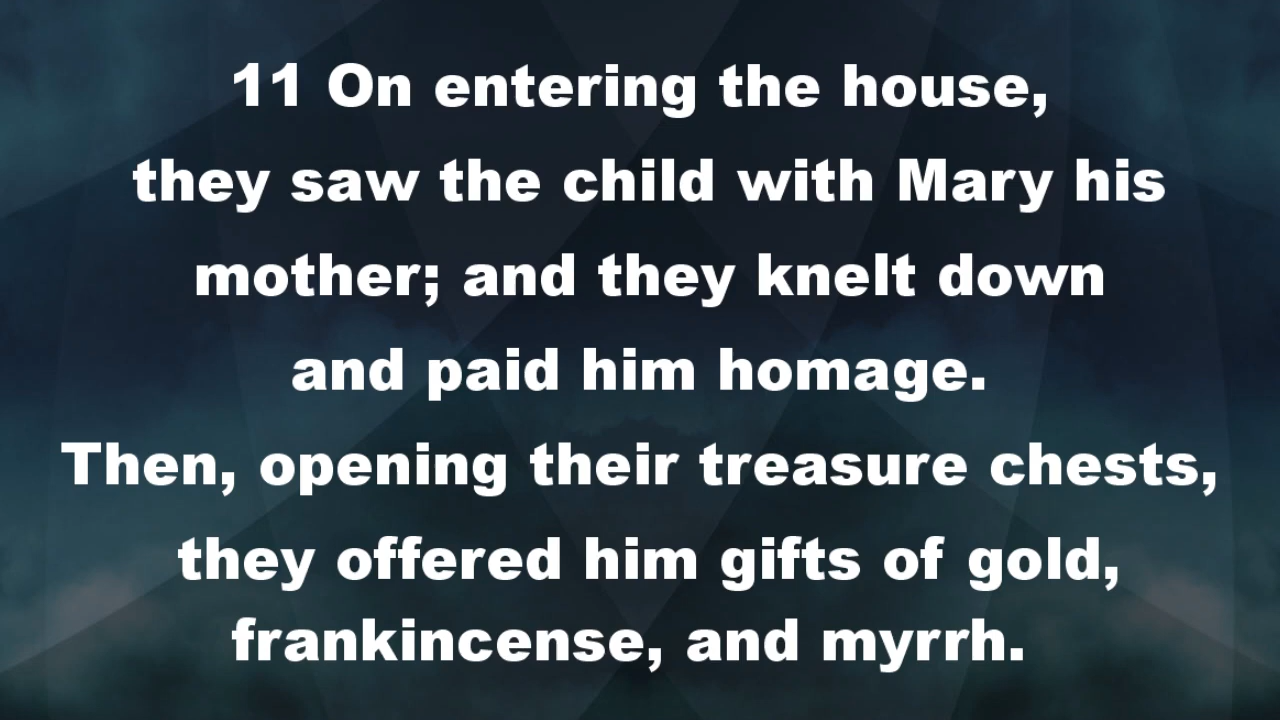 11 On entering the house,
they saw the child with Mary his
mother; and they knelt down
and paid him homage.
Then, opening their treasure chests,
they offered him gifts of gold,
frankincense, and myrrh.